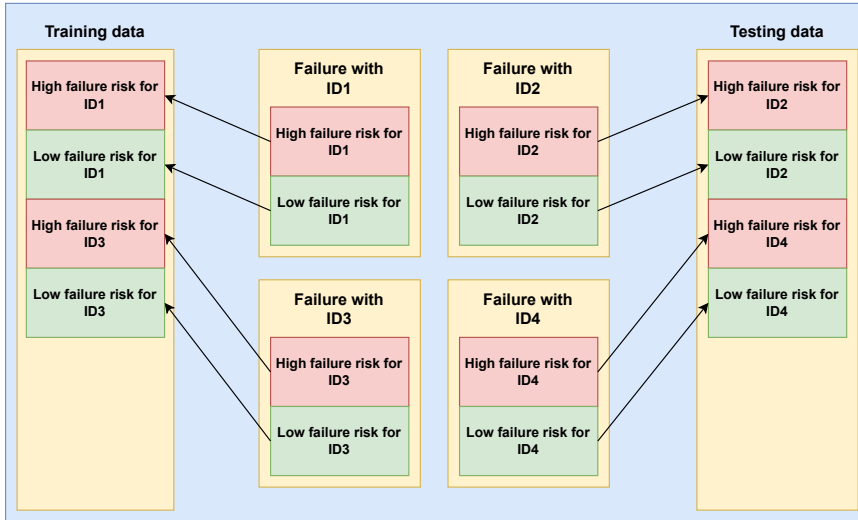 Training data
High failure risk for
ID1
Low failure risk for
ID1
High failure risk for
ID3
Low failure risk for
ID3
Failure with
ID1
High failure risk for
ID1
Low failure risk for
ID1
Failure with
ID2
High failure risk for
ID2
Low failure risk for
ID2
Failure with
ID3
High failure risk for
ID3
Low failure risk for
ID3
Failure with
ID4
High failure risk for
ID4
Low failure risk for
ID4
Testing data
High failure risk for
ID2
Low failure risk for
ID2
High failure risk for
ID4
Low failure risk for
ID4